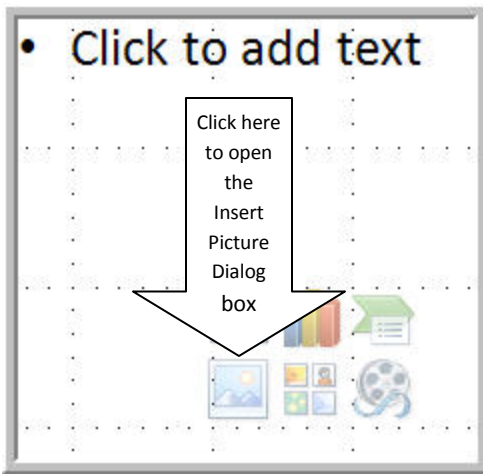 • Click to add text
Click here
to open
the
Insert
Picture
Dialog
box